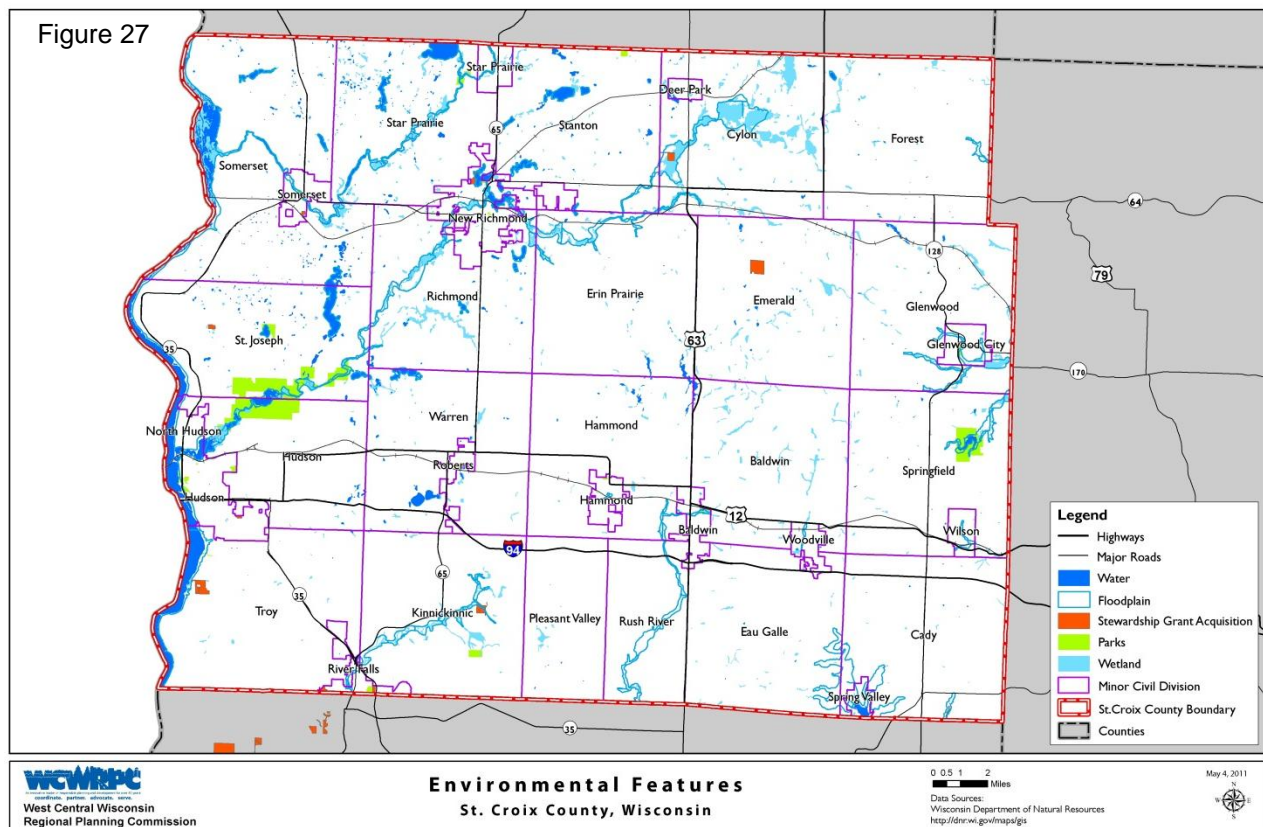 Figure 27
Star Prairie
Deer Park
Star Prairie
65
Stanton
Cylon
Forest
Somerset
Somerset
64
New Richmond
128
79
Richmond
Erin Prairie
Emerald
Glenwood
St. Joseph
63
Glenwood City
35
170
Warren
Hammond
North Hudson
Hudson
Roberts
Baldwin
Springfield
Hudson
Hammond
Baldwin
12
Woodville
Wilson
94
65
35
Troy
Kinnickinnic
Pleasant Valley
Rush River
Eau Galle
Cady
River Falls
Spring Valley
35
Legend
Highways
Major Roads
Water
Floodplain
Stewardship Grant Acquisition
Parks
Wetland
Minor Civil Division
St.Croix County Boundary
Counties
WCWRPC
coordinate. partner. advocate. serve.
West Central Wisconsin
Regional Planning Commission
Environmental Features
St. Croix County, Wisconsin
0 0.5 1 2
Miles
Data Sources:
Wisconsin Department of Natural Resources
http://dnr.wi.gov/maps/gis
May 4, 2011
N
W E
S